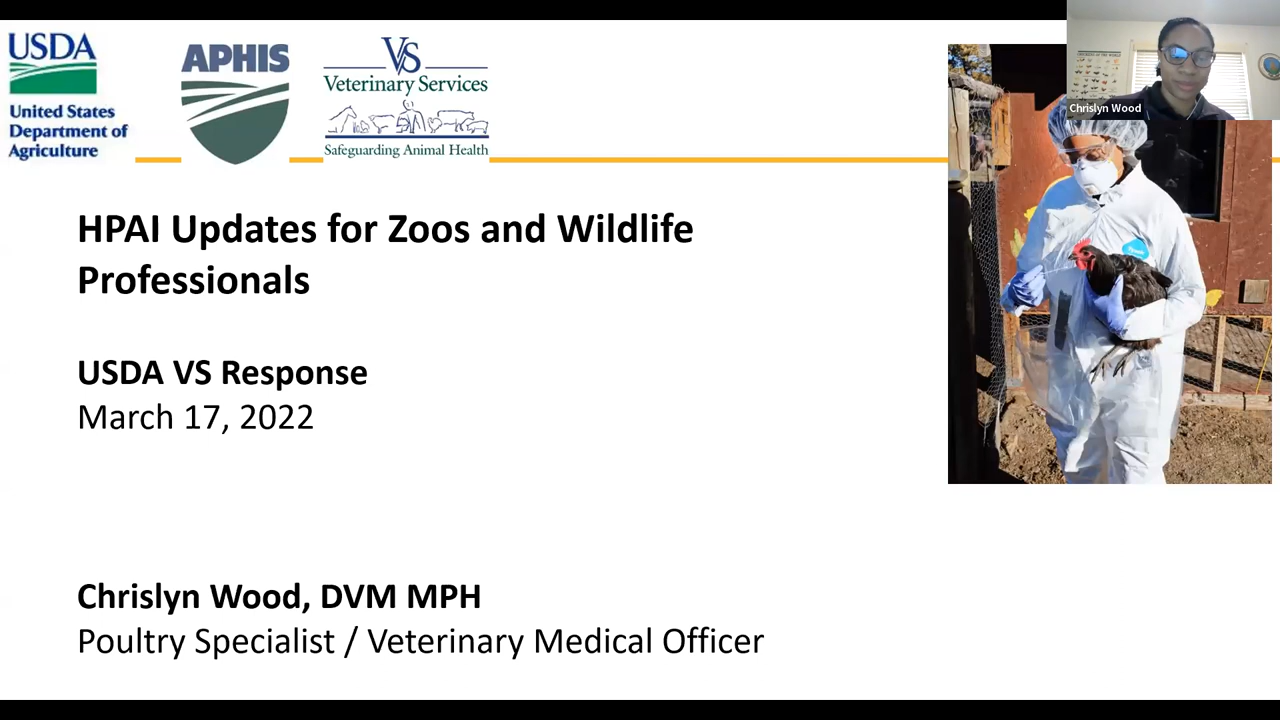 USDA
United States
Department of
Agriculture
APHIS
VS
Veterinary Services
Safeguarding Animal Health
Chrislyn Wood
HPAI Updates for Zoos and Wildlife
Professionals
USDA VS Response
March 17, 2022
Chrislyn Wood, DVM MPH
Poultry Specialist / Veterinary Medical Officer